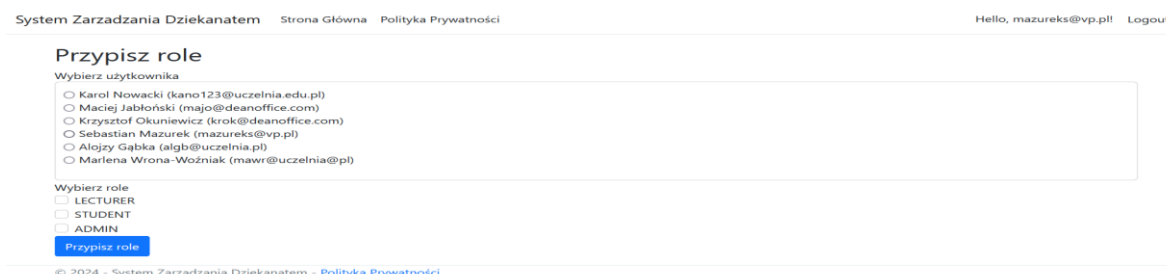 System Zarzadzania Dziekanatem Strona Główna Polityka Prywatności Hello, mazureks@vp.pl! Logout
Przypisz role
Wybierz użytkownika
Karol Nowacki (kano123@uczelnia.edu.pl)
Maciej Jabłoński (majo@deanoffice.com)
Krzysztof Okuniewicz (krok@deanoffice.com)
Sebastian Mazurek (mazureks@vp.pl)
Alojzy Gąbka (algb@uczelnia.pl)
Marlena Wrona-Woźniak (mawr@uczelnia@pl)
Wybierz role
LECTURER
STUDENT
ADMIN
Przypisz role
© 2024 - System Zarzadzania Dziekanatem - Polityka Prywatności